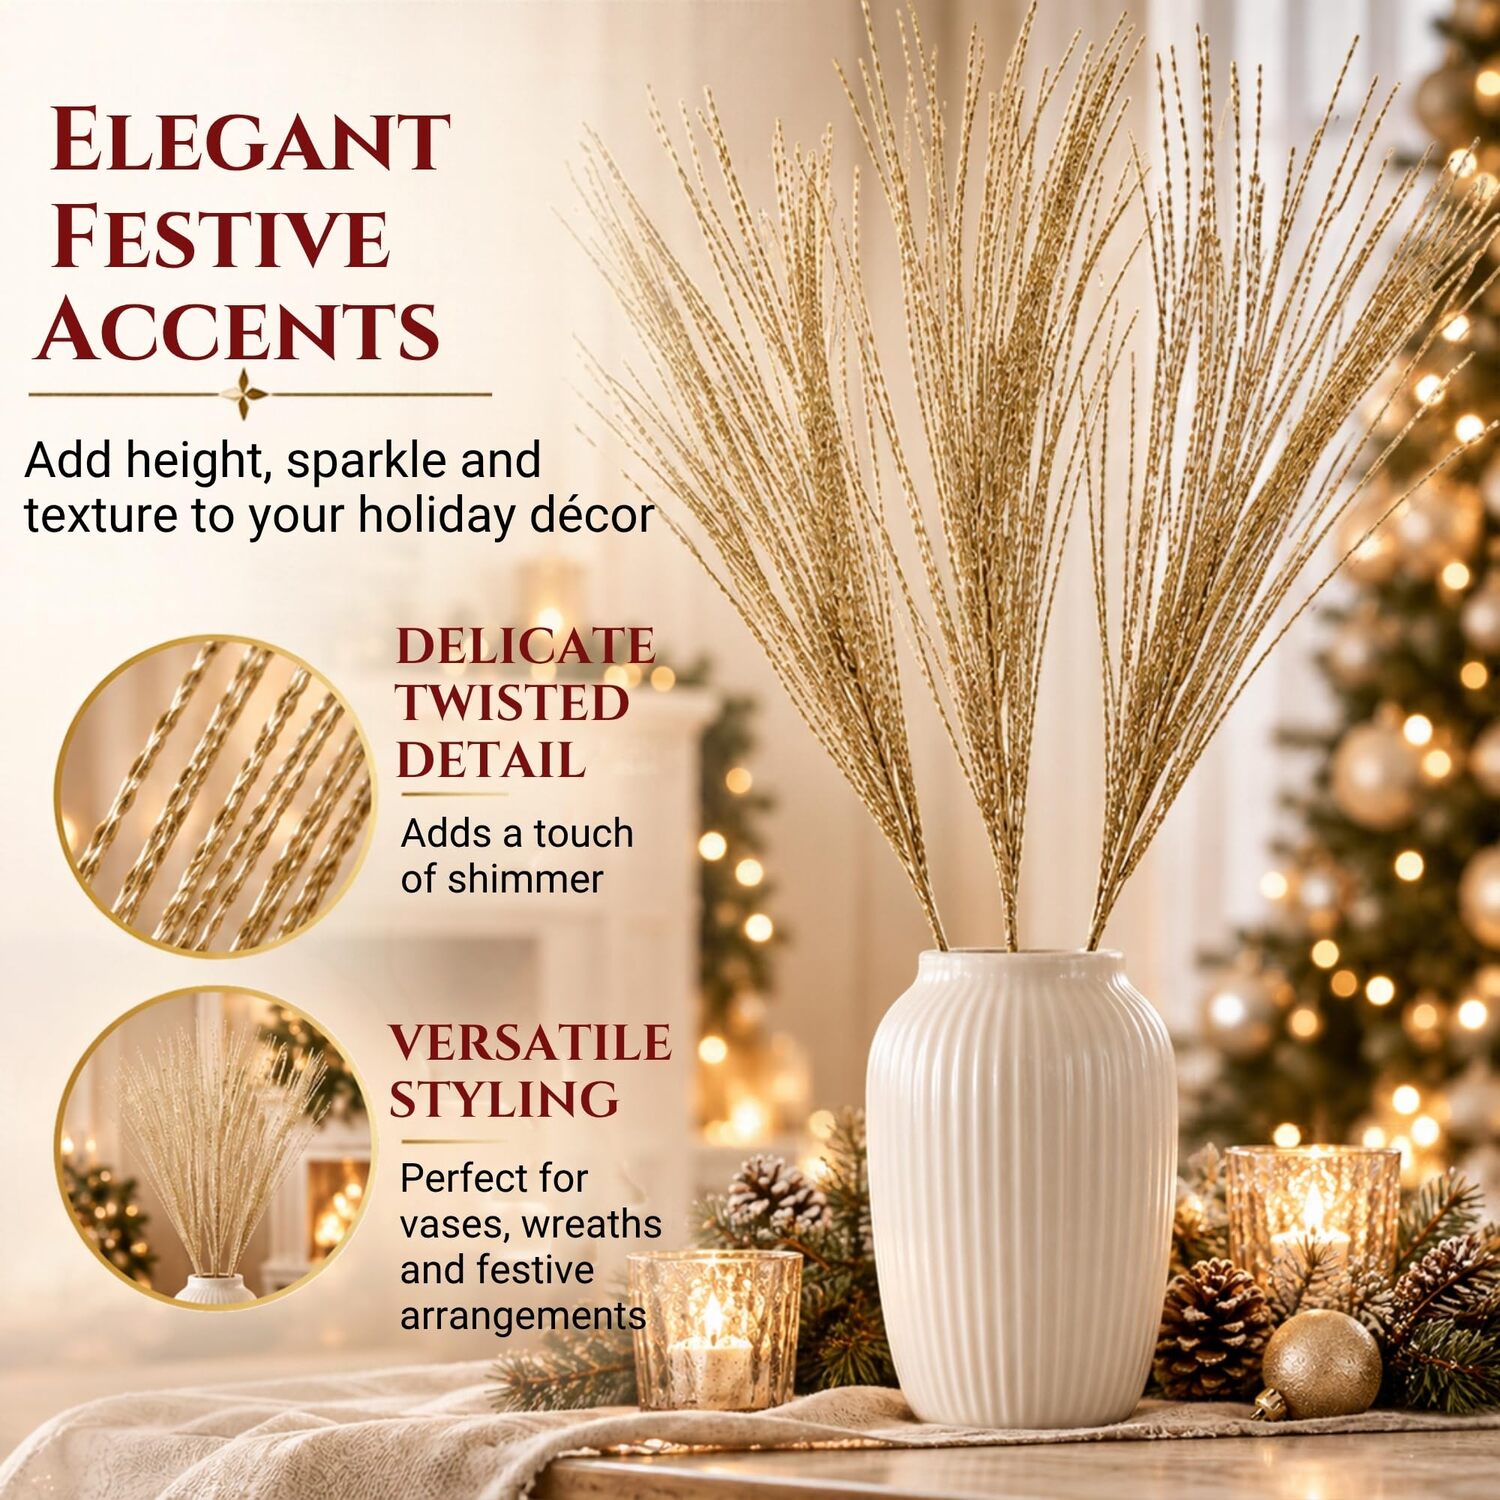 ELEGANT
FESTIVE
ACCENTS
Add height, sparkle and
texture to your holiday décor
DELICATE
TWISTED
DETAIL
Adds a touch
of shimmer
VERSATILE
STYLING
Perfect for
vases, wreaths
and festive
arrangements